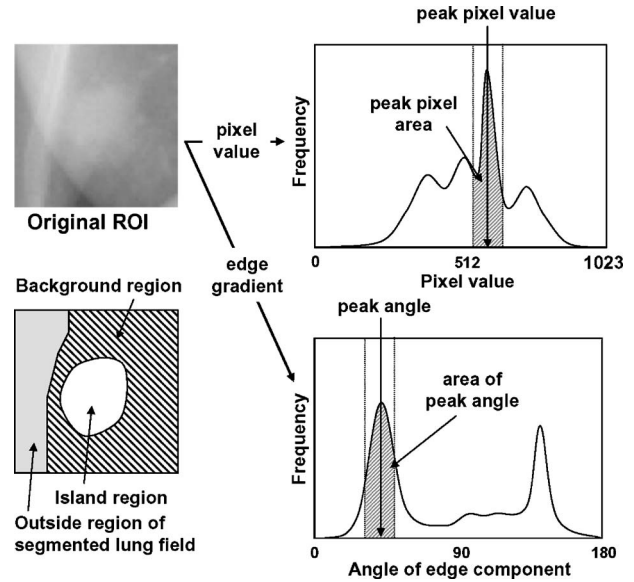 Original ROI
pixel
value
edge
gradient
peak pixel value
peak pixel
area
Frequency
0
512
1023
Pixel value
Background region
Island region
Outside region of
segmented lung field
peak angle
area of
peak angle
Frequency
0
90
180
Angle of edge component